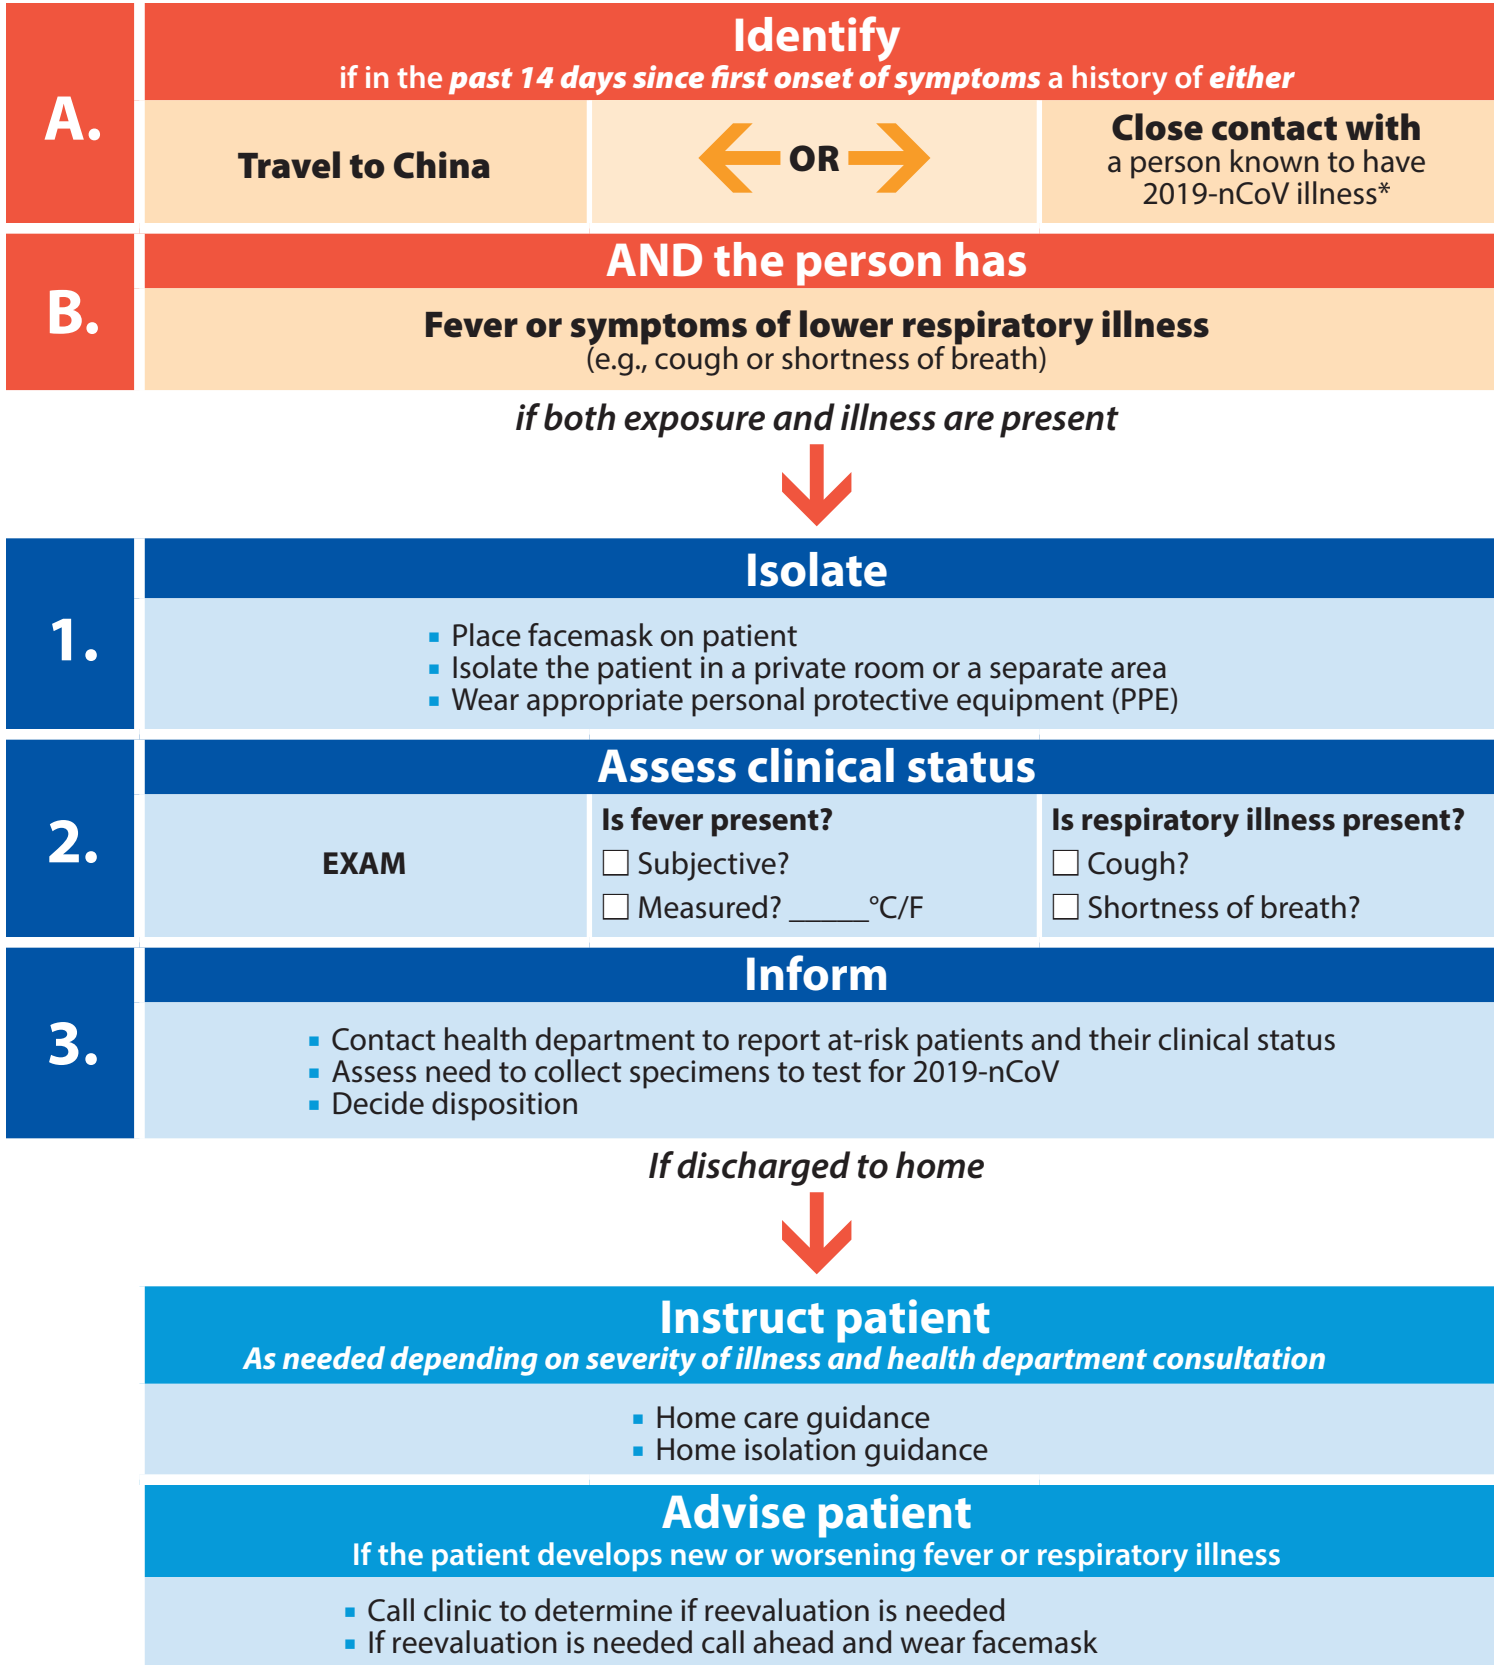 A.
Identify
if in the past 14 days since first onset of symptoms a history of either
Travel to China
OR
Close contact with
a person known to have
2019-nCoV illness*
B.
AND the person has
Fever or symptoms of lower respiratory illness
(e.g., cough or shortness of breath)
if both exposure and illness are present
1.
Isolate
▪ Place facemask on patient
▪ Isolate the patient in a private room or a separate area
▪ Wear appropriate personal protective equipment (PPE)
2.
Assess clinical status
EXAM
Is fever present?
☐ Subjective?
☐ Measured? _____°C/F
Is respiratory illness present?
☐ Cough?
☐ Shortness of breath?
3.
Inform
▪ Contact health department to report at-risk patients and their clinical status
▪ Assess need to collect specimens to test for 2019-nCoV
▪ Decide disposition
If discharged to home
Instruct patient
As needed depending on severity of illness and health department consultation
▪ Home care guidance
▪ Home isolation guidance
Advise patient
If the patient develops new or worsening fever or respiratory illness
▪ Call clinic to determine if reevaluation is needed
▪ If reevaluation is needed call ahead and wear facemask